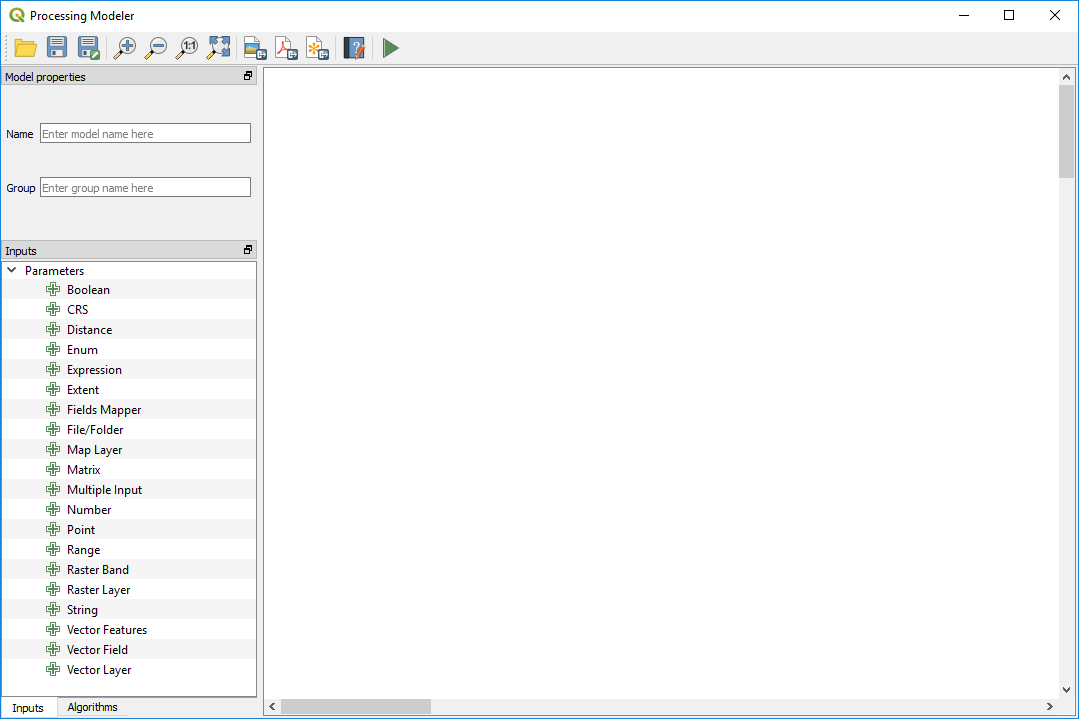 Processing Modeler
1:1
Model properties
Name
Enter model name here
Group
Enter group name here
Inputs
Parameters
Boolean
CRS
Distance
Enum
Expression
Extent
Fields Mapper
File/Folder
Map Layer
Matrix
Multiple Input
Number
Point
Range
Raster Band
Raster Layer
String
Vector Features
Vector Field
Vector Layer
Inputs
Algorithms